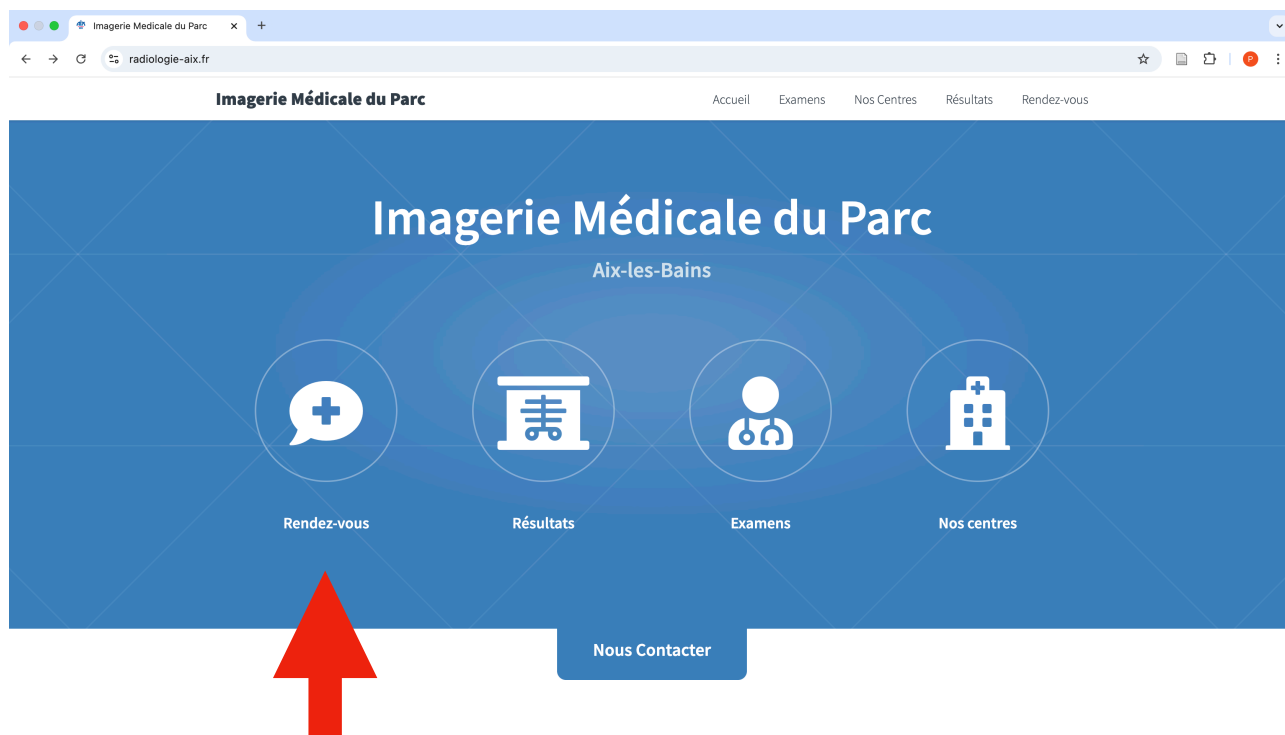 Imagerie Medicale du Parc
radiologie-aix.fr
P
Imagerie Médicale du Parc
Accueil Examens Nos Centres Résultats Rendez-vous
Imagerie Médicale du Parc
Aix-les-Bains
Rendez-vous Résultats Examens Nos centres
Nous Contacter